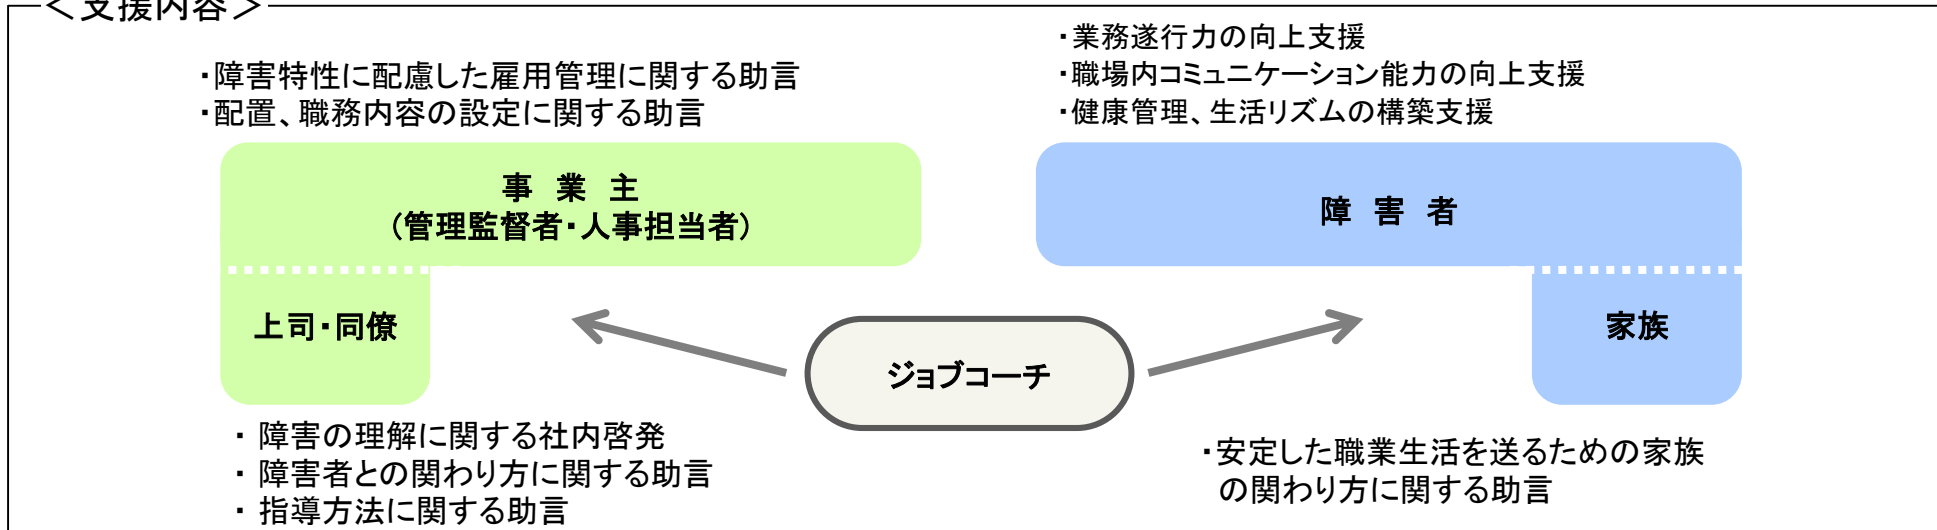 ＜支援内容＞
・障害特性に配慮した雇用管理に関する助言
・配置、職務内容の設定に関する助言
・業務遂行力の向上支援
・職場内コミュニケーション能力の向上支援
・健康管理、生活リズムの構築支援
事 業 主
（管理監督者・人事担当者）
障 害 者
上司・同僚
家族
ジョブコーチ
・ 障害の理解に関する社内啓発
・ 障害者との関わり方に関する助言
・ 指導方法に関する助言
・安定した職業生活を送るための家族
の関わり方に関する助言